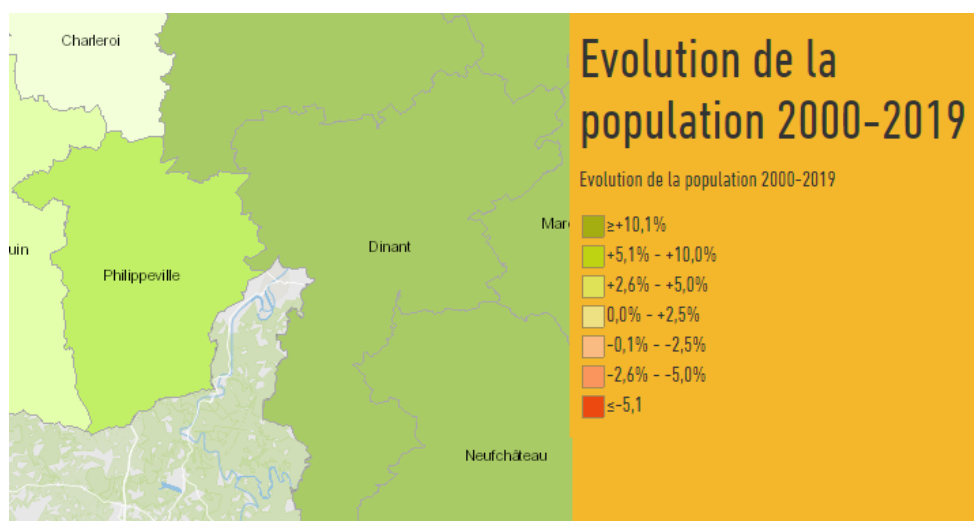 Charleroi
uin
Philippeville
Dinant
Mar
Neufchâteau
Evolution de la
population 2000-2019
Evolution de la population 2000-2019
≥+10,1%
+5,1% - +10,0%
+2,6% - +5,0%
0,0% - +2,5%
-0,1% - -2,5%
-2,6% - -5,0%
≤-5,1